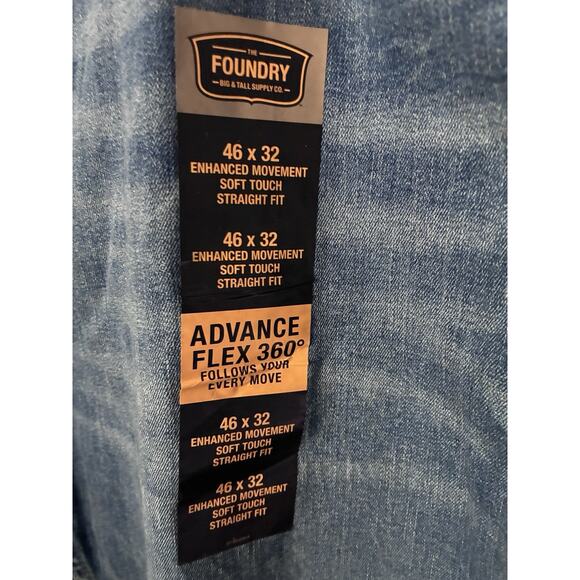 THE
FOUNDRY
BIG & TALL SUPPLY CO.
46 x 32
ENHANCED MOVEMENT
SOFT TOUCH
STRAIGHT FIT
46 x 32
ENHANCED MOVEMENT
SOFT TOUCH
STRAIGHT FIT
ADVANCE
FLEX 360°
FOLLOWS YOUR
EVERY MOVE
46 x 32
ENHANCED MOVEMENT
SOFT TOUCH
STRAIGHT FIT
46 x 32
ENHANCED MOVEMENT
SOFT TOUCH
STRAIGHT FIT